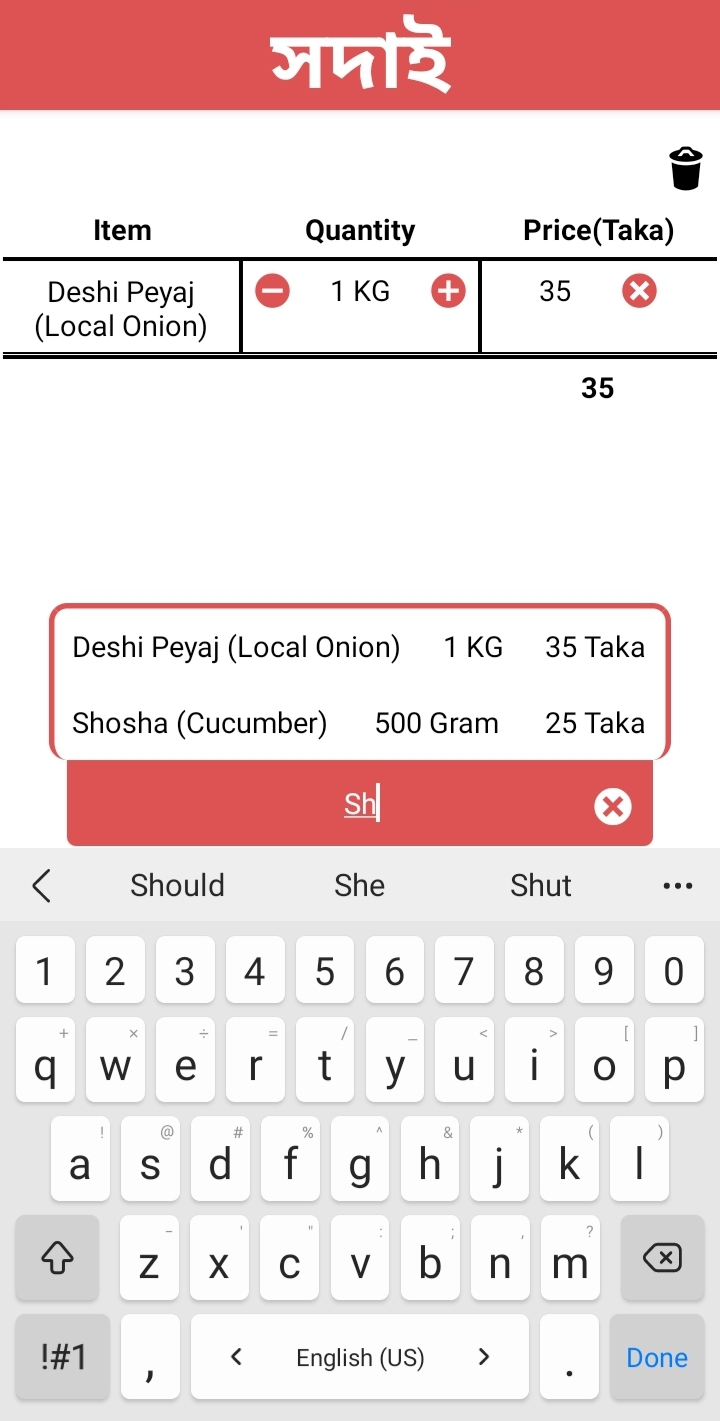 সদাই
Item Quantity Price(Taka)
Deshi Peyaj 1 KG 35
(Local Onion)
35
Deshi Peyaj (Local Onion) 1 KG 35 Taka
Shosha (Cucumber) 500 Gram 25 Taka
Sh
Should She Shut
1 2 3 4 5 6 7 8 9 0
+ × ÷ = / _ < > [ ]
q w e r t y u i o p
! @ # % ^ & * ( )
a s d f g h j k l
- ' " : ; , ?
z x c v b n m
!#1 , English (US) . Done